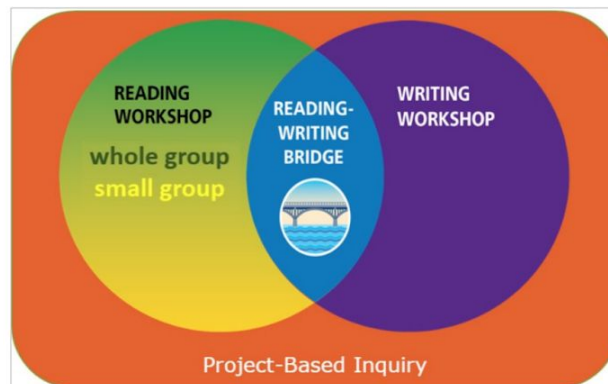 READING
WORKSHOP
whole group
small group
READING-
WRITING
BRIDGE
WRITING
WORKSHOP
Project-Based Inquiry